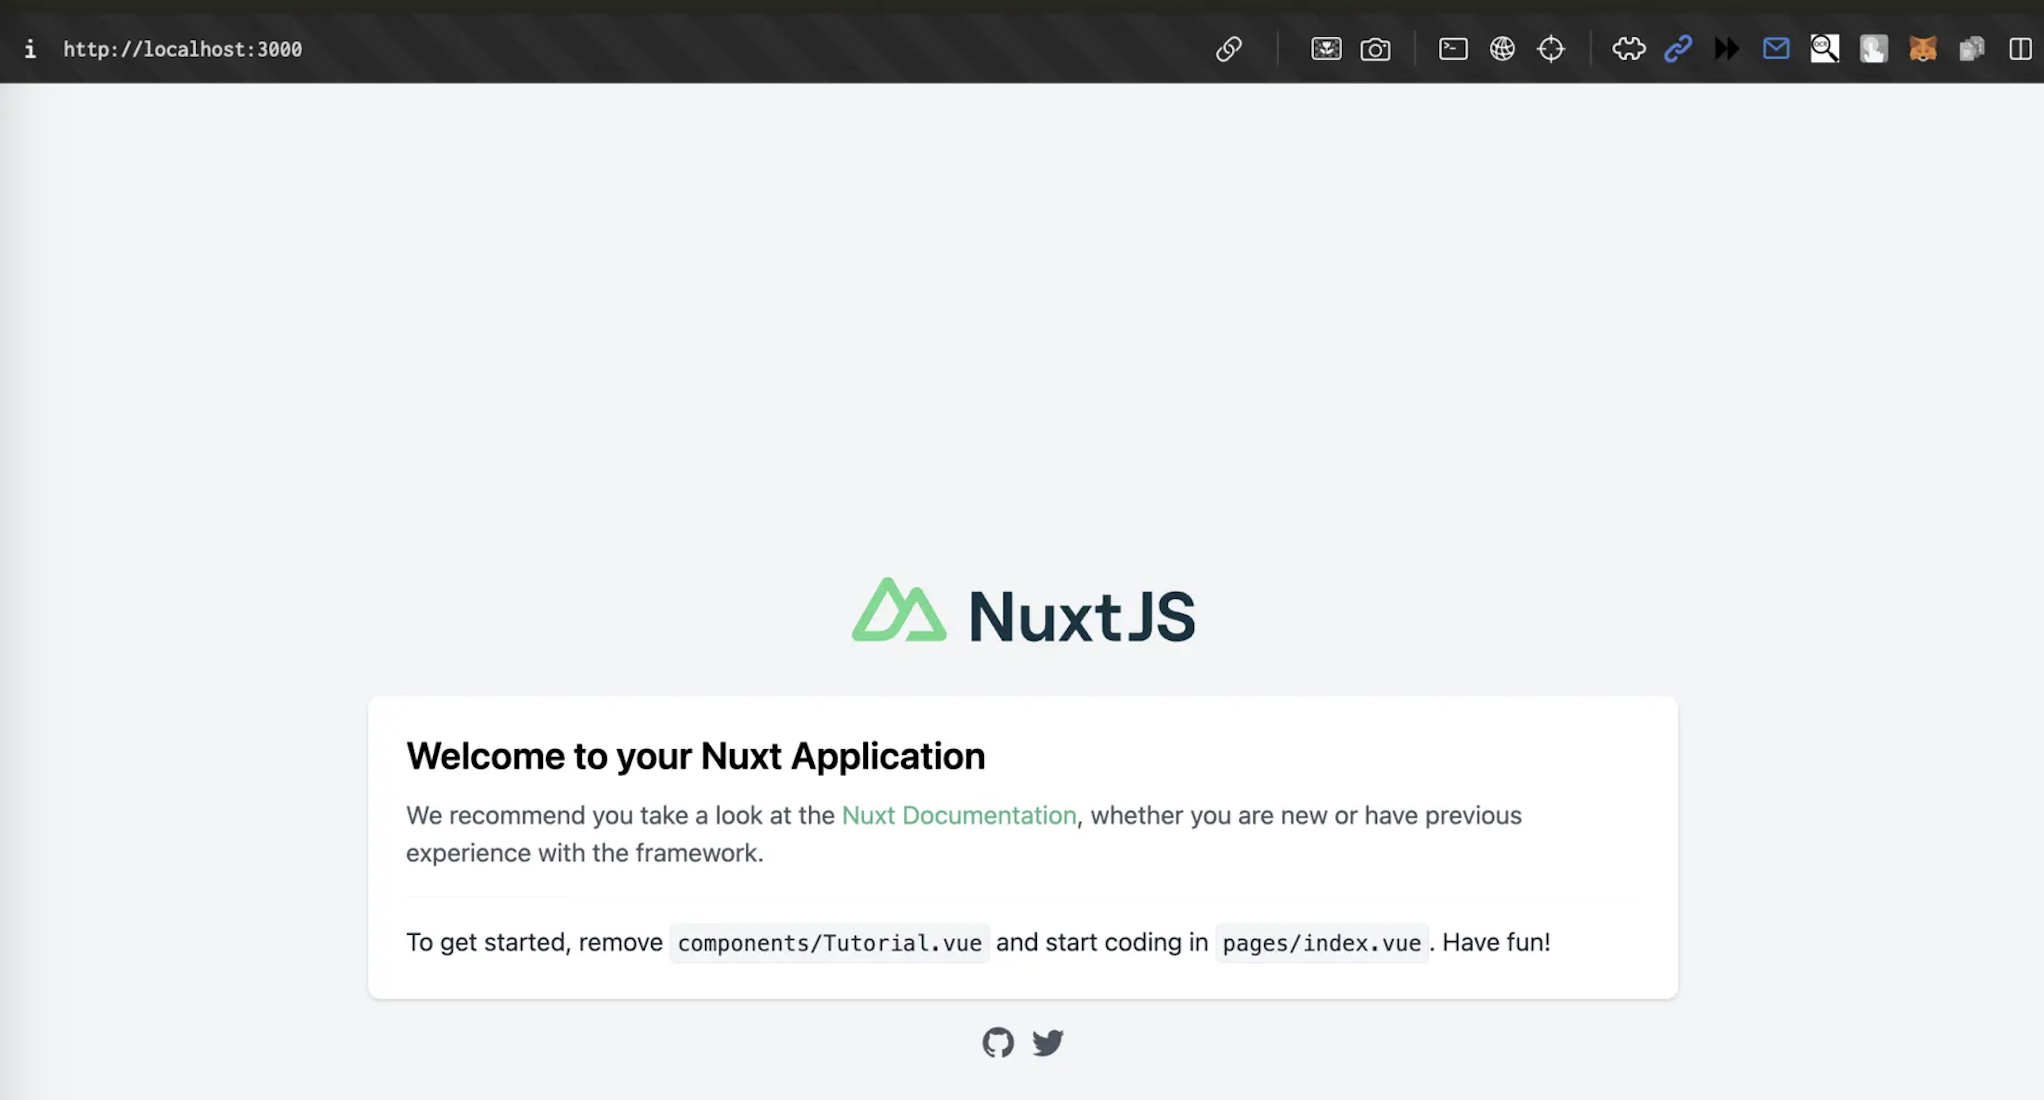 http://localhost:3000
OCR
NuxtJS
Welcome to your Nuxt Application
We recommend you take a look at the Nuxt Documentation, whether you are new or have previous
experience with the framework.
To get started, remove components/Tutorial.vue and start coding in pages/index.vue. Have fun!